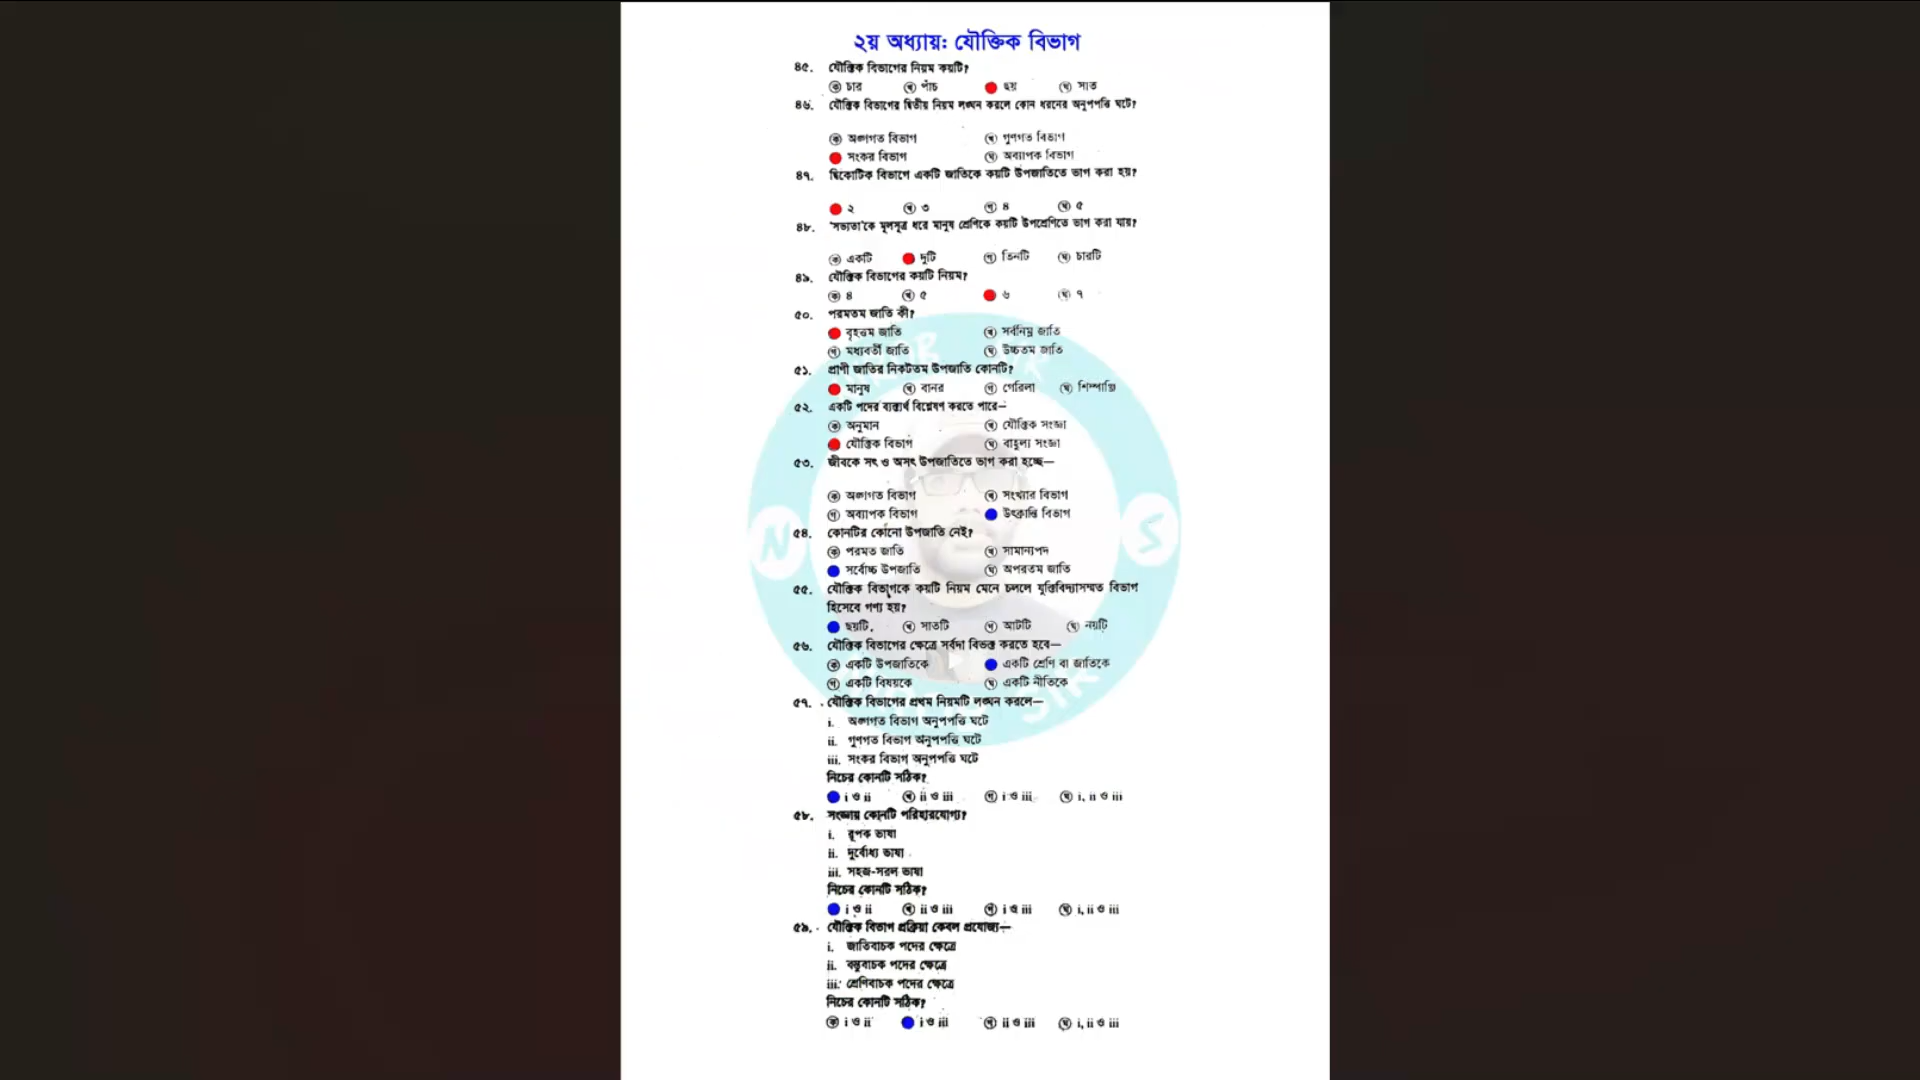 ২য় অধ্যায়: যৌক্তিক বিভাগ
৪৫. যৌক্তিক বিভাগের নিয়ম কয়টি?
ক চার খ পাঁচ ছয় ঘ সাত
৪৬. যৌক্তিক বিভাগের দ্বিতীয় নিয়ম লঙ্ঘন করলে কোন ধরনের অনুপপত্তি ঘটে?
ক অঙ্গগত বিভাগ খ গুণগত বিভাগ
সংকর বিভাগ ঘ অব্যাপক বিভাগ
৪৭. দ্বিকোটিক বিভাগে একটি জাতিকে কয়টি উপজাতিতে ভাগ করা হয়?
২ খ ৩ গ ৪ ঘ ৫
৪৮. 'সভ্যতা'কে মূলসূত্র ধরে মানুষ শ্রেণিকে কয়টি উপশ্রেণিতে ভাগ করা যায়?
ক একটি দুটি গ তিনটি ঘ চারটি
৪৯. যৌক্তিক বিভাগের কয়টি নিয়ম?
ক ৪ খ ৫ ৬ ঘ ৭
৫০. পরমতম জাতি কী?
বৃহত্তম জাতি খ সর্বনিম্ন জাতি
গ মধ্যবর্তী জাতি ঘ উচ্চতম জাতি
৫১. প্রাণী জাতির নিকটতম উপজাতি কোনটি?
মানুষ খ বানর গ গেরিলা ঘ শিম্পাঞ্জি
৫২. একটি পদের ব্যক্ত্যর্থ বিশ্লেষণ করতে পারে—
ক অনুমান খ যৌক্তিক সংজ্ঞা
যৌক্তিক বিভাগ ঘ বাহুল্য সংজ্ঞা
৫৩. জীবকে সৎ ও অসৎ উপজাতিতে ভাগ করা হচ্ছে—
ক অঙ্গগত বিভাগ খ সংখ্যার বিভাগ
গ অব্যাপক বিভাগ উৎক্রান্তি বিভাগ
৫৪. কোনটির কোনো উপজাতি নেই?
ক পরমত জাতি খ সামান্যপদ
সর্বোচ্চ উপজাতি ঘ অপরতম জাতি
৫৫. যৌক্তিক বিভাগকে কয়টি নিয়ম মেনে চললে যুক্তিবিদ্যাসম্মত বিভাগ
হিসেবে গণ্য হয়?
ছয়টি খ সাতটি গ আটটি ঘ নয়টি
৫৬. যৌক্তিক বিভাগের ক্ষেত্রে সর্বদা বিভক্ত করতে হবে—
ক একটি উপজাতিকে একটি শ্রেণি বা জাতিকে
গ একটি বিষয়কে ঘ একটি নীতিকে
৫৭. যৌক্তিক বিভাগের প্রথম নিয়মটি লঙ্ঘন করলে—
i. অঙ্গগত বিভাগ অনুপপত্তি ঘটে
ii. গুণগত বিভাগ অনুপপত্তি ঘটে
iii. সংকর বিভাগ অনুপপত্তি ঘটে
নিচের কোনটি সঠিক?
i ও ii খ ii ও iii গ i ও iii ঘ i, ii ও iii
৫৮. সংজ্ঞায় কোনটি পরিহারযোগ্য?
i. রূপক ভাষা
ii. দুর্বোধ্য ভাষা
iii. সহজ-সরল ভাষা
নিচের কোনটি সঠিক?
i ও ii খ ii ও iii গ i ও iii ঘ i, ii ও iii
৫৯. যৌক্তিক বিভাগ প্রক্রিয়া কেবল প্রযোজ্য—
i. জাতিবাচক পদের ক্ষেত্রে
ii. বস্তুবাচক পদের ক্ষেত্রে
iii. শ্রেণিবাচক পদের ক্ষেত্রে
নিচের কোনটি সঠিক?
ক i ও ii i ও iii গ ii ও iii ঘ i, ii ও iii
N
S
SIR